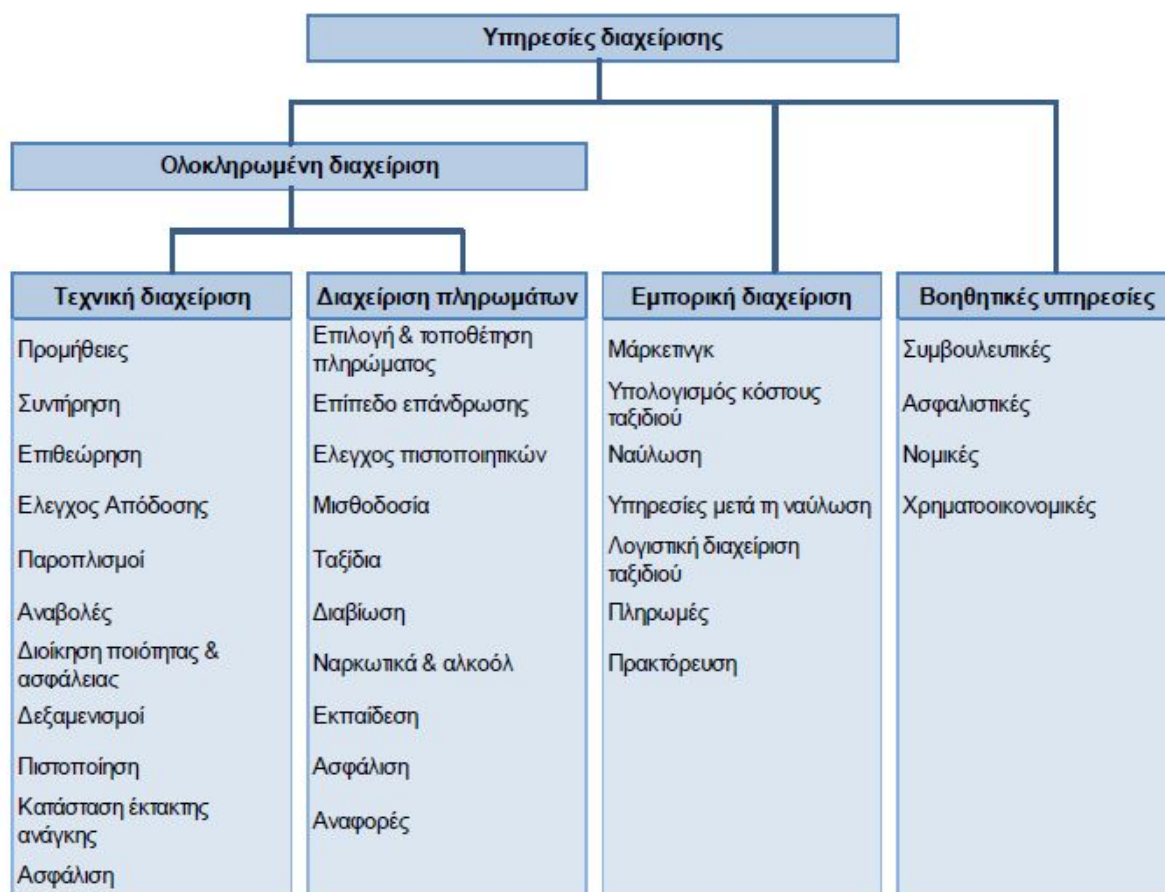 Υπηρεσίες διαχείρισης
Ολοκληρωμένη διαχείριση
Τεχνική διαχείριση
Προμήθειες
Συντήρηση
Επιθεώρηση
Ελεγχος Απόδοσης
Παροπλισμοί
Αναβολές
Διοίκηση ποιότητας &
ασφάλειας
Δεξαμενισμοί
Πιστοποίηση
Κατάσταση έκτακτης
ανάγκης
Ασφάλιση
Διαχείριση πληρωμάτων
Επιλογή & τοποθέτηση
πληρώματος
Επίπεδο επάνδρωσης
Ελεγχος πιστοποιητικών
Μισθοδοσία
Ταξίδια
Διαβίωση
Ναρκωτικά & αλκοόλ
Εκπαίδεση
Ασφάλιση
Αναφορές
Εμπορική διαχείριση
Μάρκετινγκ
Υπολογισμός κόστους
ταξιδιού
Ναύλωση
Υπηρεσίες μετά τη ναύλωση
Λογιστική διαχείριση
ταξιδιού
Πληρωμές
Πρακτόρευση
Βοηθητικές υπηρεσίες
Συμβουλευτικές
Ασφαλιστικές
Νομικές
Χρηματοοικονομικές